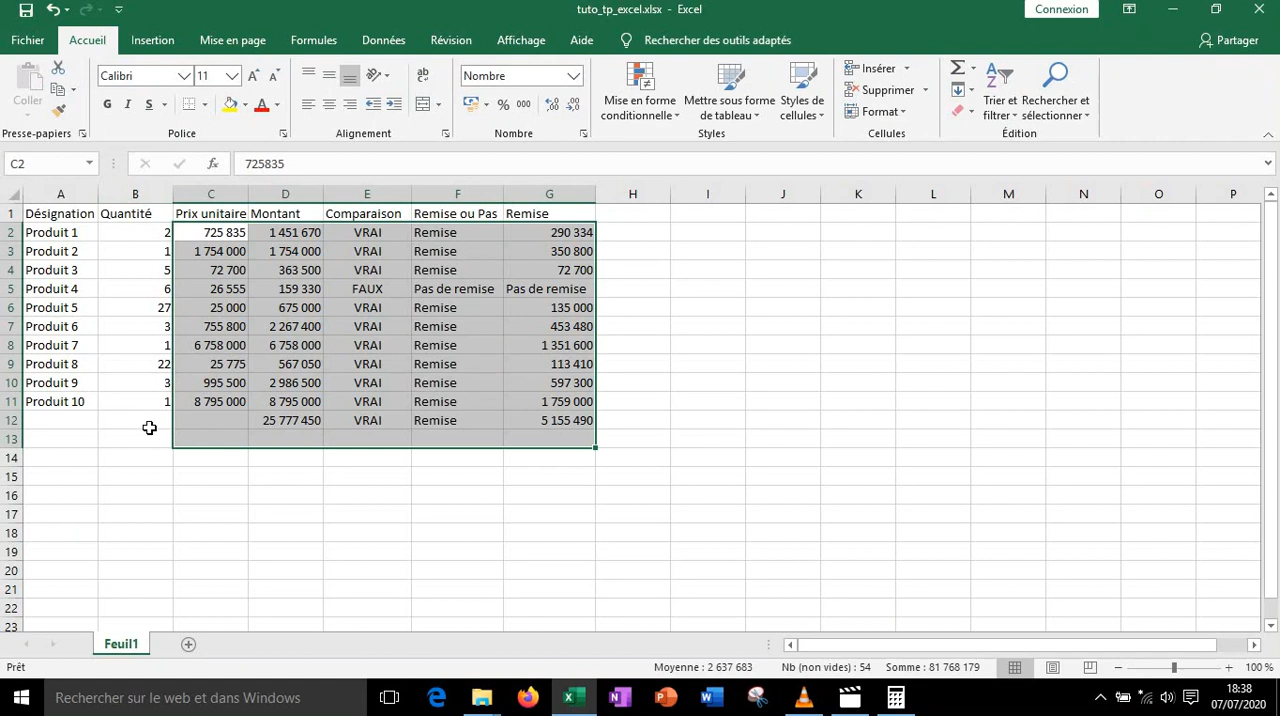 tuto_tp_excel.xlsx - Excel
Connexion
Fichier Accueil Insertion Mise en page Formules Données Révision Affichage Aide Rechercher des outils adaptés Partager
Coller
Calibri 11
Nombre
Mise en forme conditionnelle
Mettre sous forme de tableau
Styles de cellules
Insérer
Supprimer
Format
Trier et filtrer
Rechercher et sélectionner
Presse-papiers Police Alignement Nombre Styles Cellules Édition
C2 725835
A B C D E F G H I J K L M N O P
1 Désignation Quantité Prix unitaire Montant Comparaison Remise ou Pas Remise
2 Produit 1 2 725 835 1 451 670 VRAI Remise 290 334
3 Produit 2 1 1 754 000 1 754 000 VRAI Remise 350 800
4 Produit 3 5 72 700 363 500 VRAI Remise 72 700
5 Produit 4 6 26 555 159 330 FAUX Pas de remise Pas de remise
6 Produit 5 27 25 000 675 000 VRAI Remise 135 000
7 Produit 6 3 755 800 2 267 400 VRAI Remise 453 480
8 Produit 7 1 6 758 000 6 758 000 VRAI Remise 1 351 600
9 Produit 8 22 25 775 567 050 VRAI Remise 113 410
10 Produit 9 3 995 500 2 986 500 VRAI Remise 597 300
11 Produit 10 1 8 795 000 8 795 000 VRAI Remise 1 759 000
12 25 777 450 VRAI Remise 5 155 490
13
14
15
16
17
18
19
20
21
22
23
Feuil1
Prêt Moyenne : 2 637 683 Nb (non vides) : 54 Somme : 81 768 179 100 %
Rechercher sur le web et dans Windows
18:38
07/07/2020